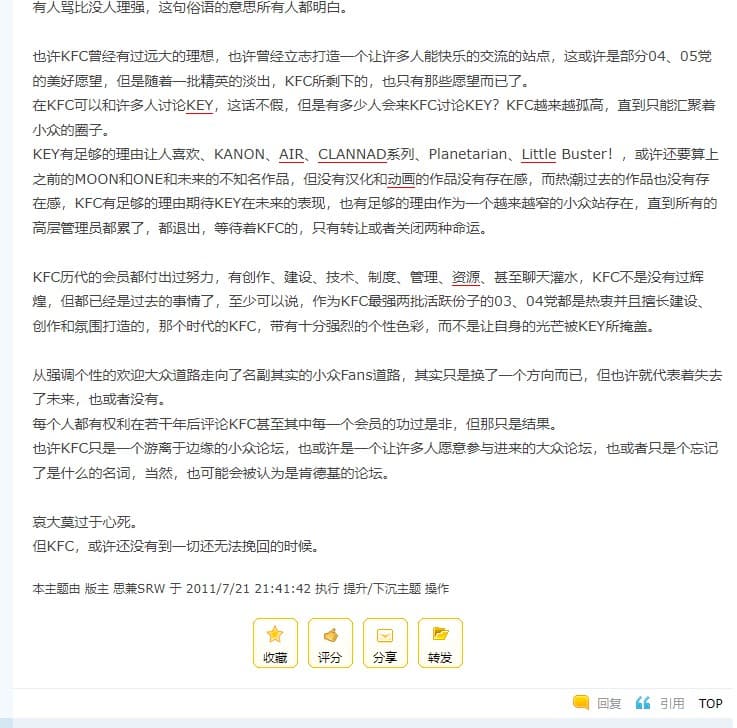 有人骂比没人理强，这句俗语的意思所有人都明白。
也许KFC曾经有过远大的理想，也许曾经立志打造一个让许多人能快乐的交流的站点，这或许是部分04、05党
的美好愿望，但是随着一批精英的淡出，KFC所剩下的，也只有那些愿望而已了。
在KFC可以和许多人讨论KEY，这话不假，但是有多少人会来KFC讨论KEY？KFC越来越孤高，直到只能汇聚着
小众的圈子。
KEY有足够的理由让人喜欢、KANON、AIR、CLANNAD系列、Planetarian、Little Buster！，或许还要算上
之前的MOON和ONE和未来的不知名作品，但没有汉化和动画的作品没有存在感，而热潮过去的作品也没有存
在感，KFC有足够的理由期待KEY在未来的表现，也有足够的理由作为一个越来越窄的小众站存在，直到所有的
高层管理员都累了，都退出，等待着KFC的，只有转让或者关闭两种命运。
KFC历代的会员都付出过努力，有创作、建设、技术、制度、管理、资源、甚至聊天灌水，KFC不是没有过辉
煌，但都已经是过去的事情了，至少可以说，作为KFC最强两批活跃份子的03、04党都是热衷并且擅长建设、
创作和氛围打造的，那个时代的KFC，带有十分强烈的个性色彩，而不是让自身的光芒被KEY所掩盖。
从强调个性的欢迎大众道路走向了名副其实的小众Fans道路，其实只是换了一个方向而已，但也许就代表着失去
了未来，也或者没有。
每个人都有权利在若干年后评论KFC甚至其中每一个会员的功过是非，但那只是结果。
也许KFC只是一个游离于边缘的小众论坛，也或许是一个让许多人愿意参与进来的大众论坛，也或者只是个忘记
了是什么的名词，当然，也可能会被认为是肯德基的论坛。
哀大莫过于心死。
但KFC，或许还没有到一切还无法挽回的时候。
本主题由 版主 思兼SRW 于 2011/7/21 21:41:42 执行 提升/下沉主题 操作
收藏 评分 分享 转发
回复 引用 TOP